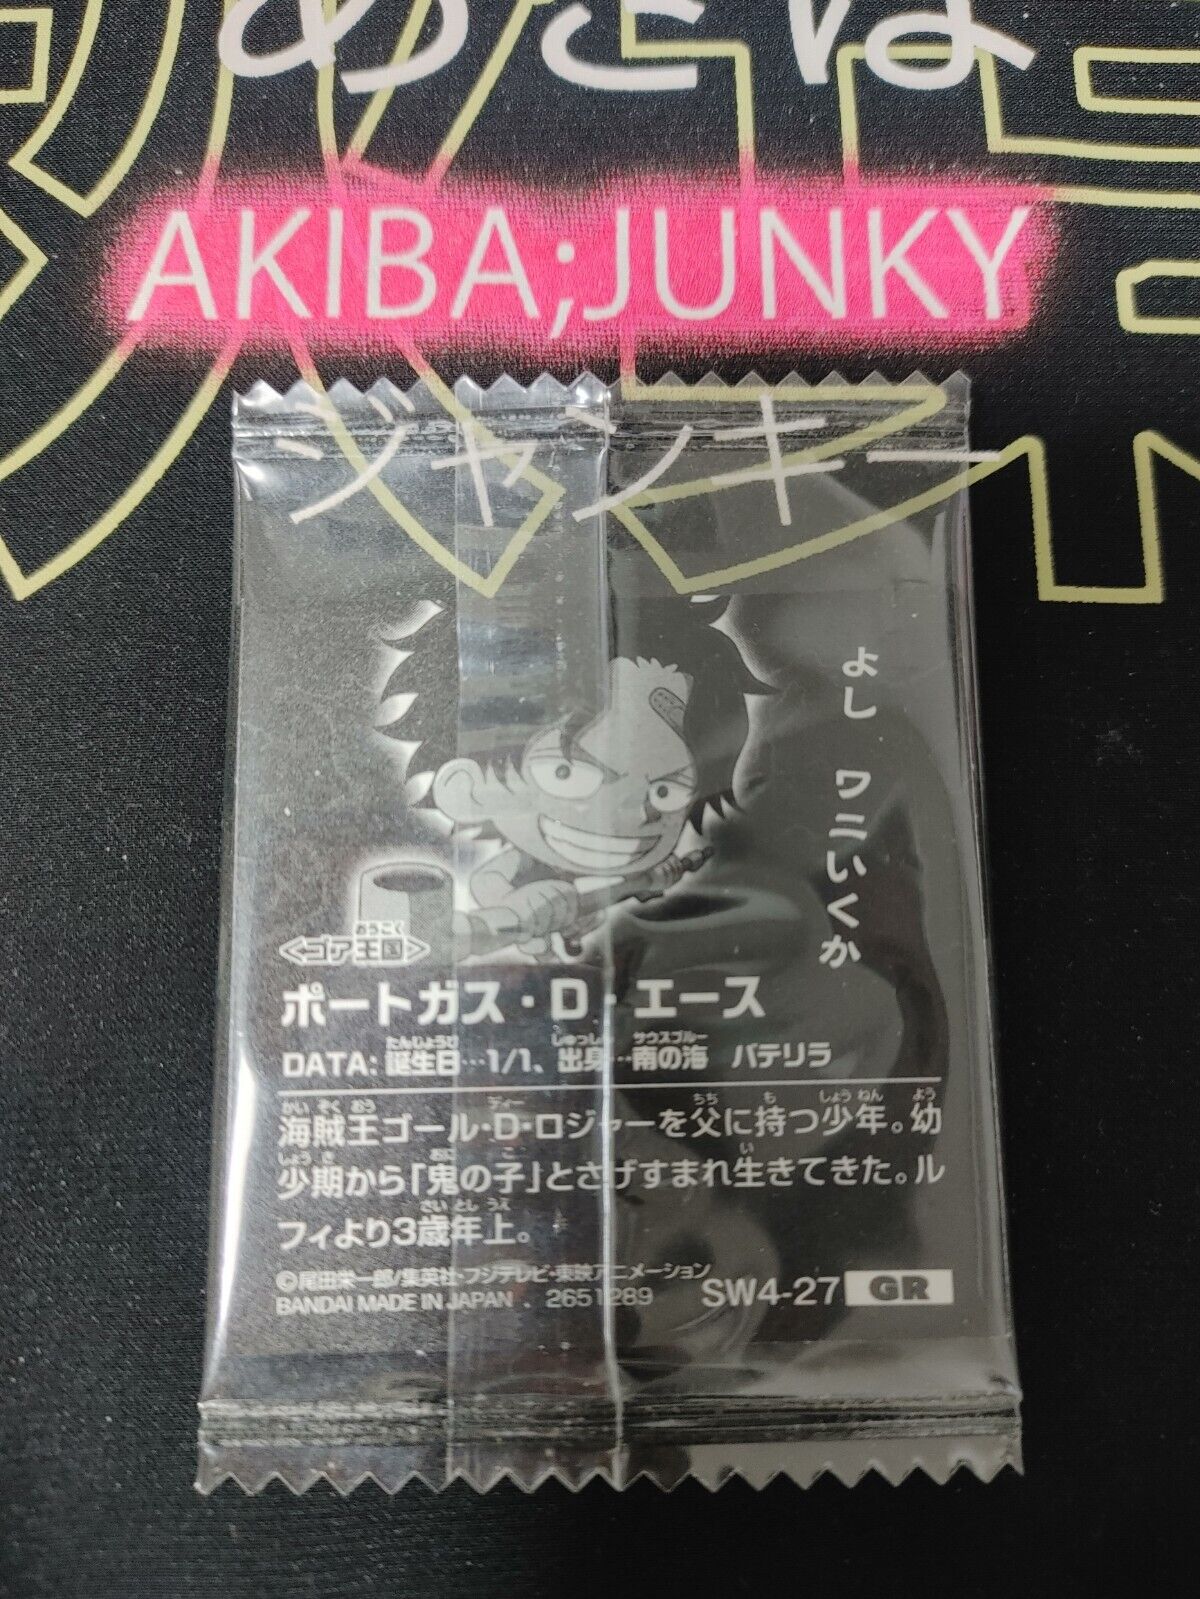 あきば
AKIBA;JUNKY
ジャンキー
よし ワニいくか
おうこく
<ゴア王国>
ポートガス・D・エース
たんじょうび しゅっしん サウスブルー
DATA: 誕生日…1/1、出身…南の海 バテリラ
かい ぞく おう ディー ちち も しょう ねん よう
海賊王ゴール・D・ロジャーを父に持つ少年。幼
しょう き おに こ い
少期から「鬼の子」とさげすまれ生きてきた。ル
さい とし うえ
フィより3歳年上。
©尾田栄一郎/集英社・フジテレビ・東映アニメーション
BANDAI MADE IN JAPAN . 2651289 SW4-27 GR